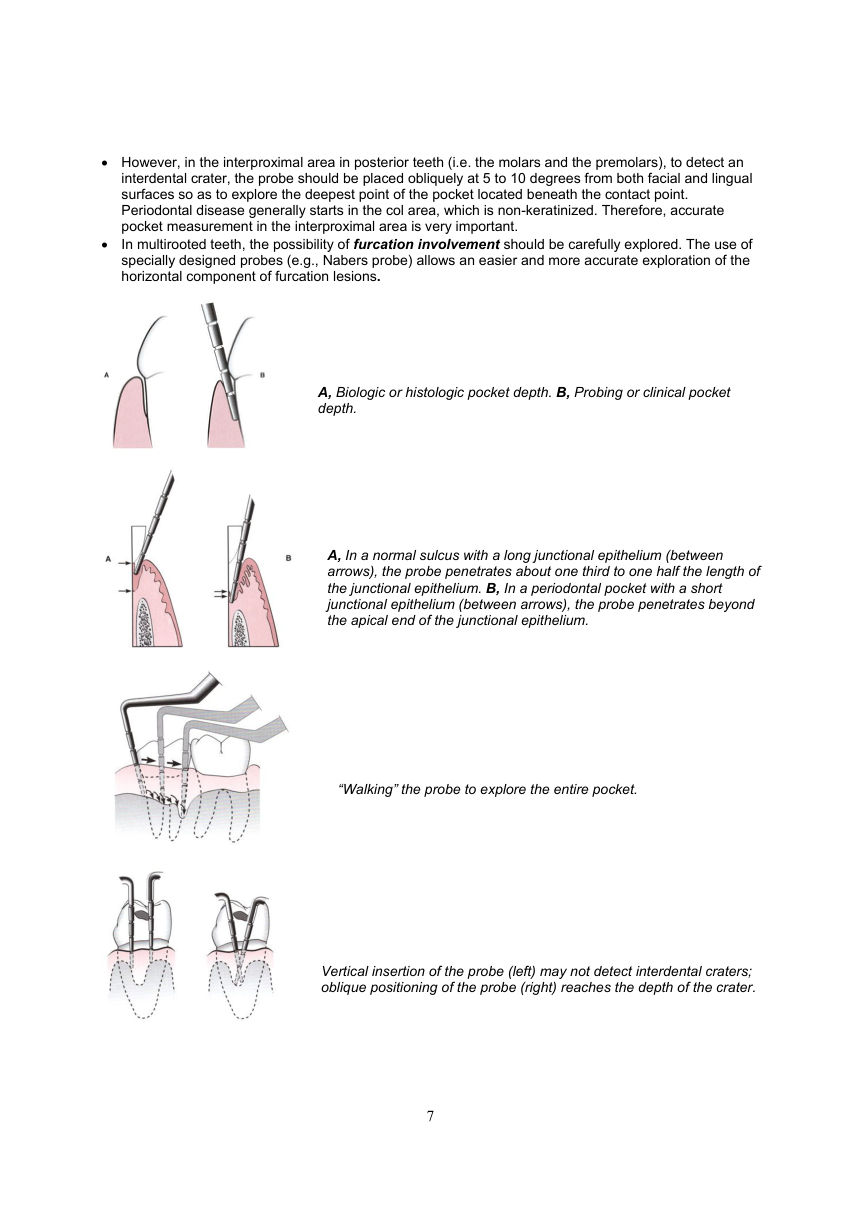 • However, in the interproximal area in posterior teeth (i.e. the molars and the premolars), to detect an
interdental crater, the probe should be placed obliquely at 5 to 10 degrees from both facial and lingual
surfaces so as to explore the deepest point of the pocket located beneath the contact point.
Periodontal disease generally starts in the col area, which is non-keratinized. Therefore, accurate
pocket measurement in the interproximal area is very important.
• In multirooted teeth, the possibility of furcation involvement should be carefully explored. The use of
specially designed probes (e.g., Nabers probe) allows an easier and more accurate exploration of the
horizontal component of furcation lesions.
A
B
A, Biologic or histologic pocket depth. B, Probing or clinical pocket
depth.
A
B
A, In a normal sulcus with a long junctional epithelium (between
arrows), the probe penetrates about one third to one half the length of
the junctional epithelium. B, In a periodontal pocket with a short
junctional epithelium (between arrows), the probe penetrates beyond
the apical end of the junctional epithelium.
“Walking” the probe to explore the entire pocket.
Vertical insertion of the probe (left) may not detect interdental craters;
oblique positioning of the probe (right) reaches the depth of the crater.
7